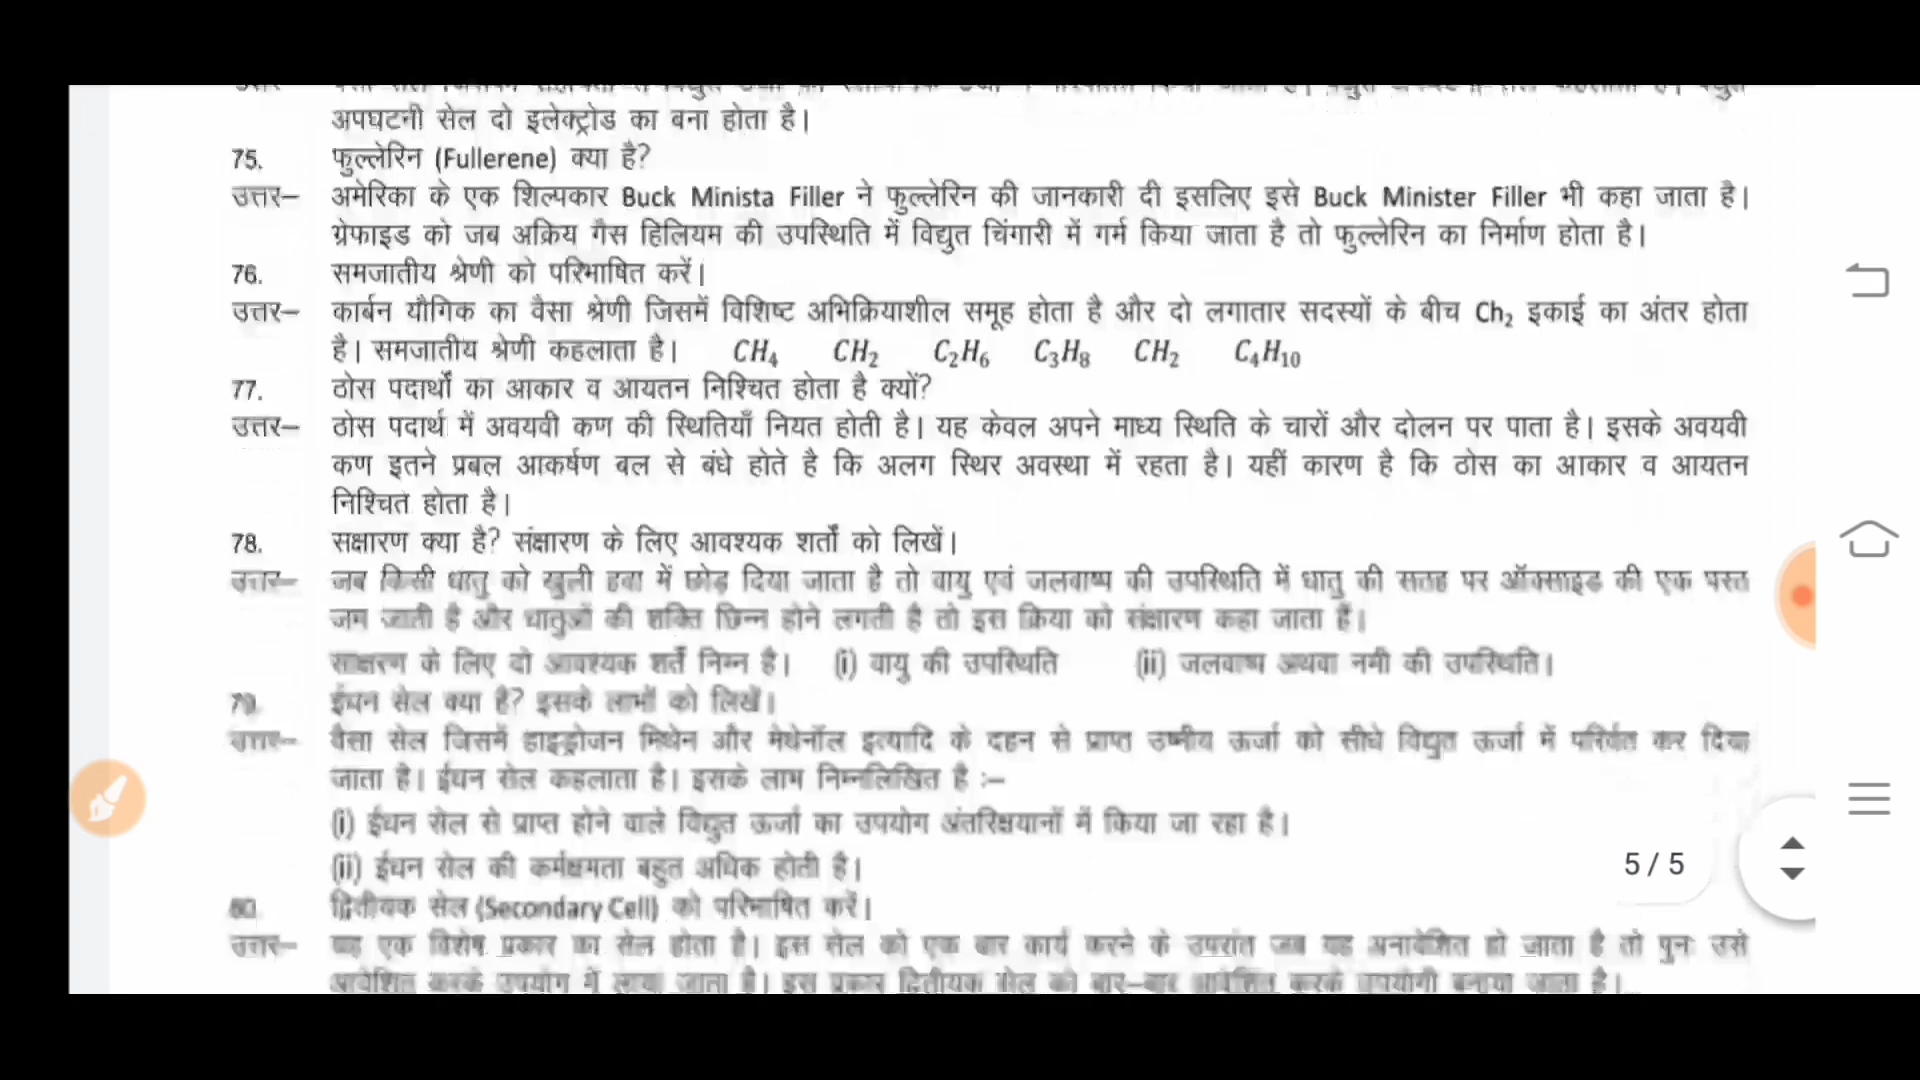 अपघटनी सेल दो इलेक्ट्रोड का बना होता है।
75. फुल्लेरिन (Fullerene) क्या है?
उत्तर– अमेरिका के एक शिल्पकार Buck Minista Filler ने फुल्लेरिन की जानकारी दी इसलिए इसे Buck Minister Filler भी कहा जाता है।
ग्रेफाइड को जब अक्रिय गैस हिलियम की उपस्थिति में विद्युत चिंगारी में गर्म किया जाता है तो फुल्लेरिन का निर्माण होता है।
76. समजातीय श्रेणी को परिभाषित करें।
उत्तर– कार्बन यौगिक का वैसा श्रेणी जिसमें विशिष्ट अभिक्रियाशील समूह होता है और दो लगातार सदस्यों के बीच Ch₂ इकाई का अंतर होता
है। समजातीय श्रेणी कहलाता है। CH₄ CH₂ C₂H₆ C₃H₈ CH₂ C₄H₁₀
77. ठोस पदार्थों का आकार व आयतन निश्चित होता है क्यों?
उत्तर– ठोस पदार्थ में अवयवी कण की स्थितियाँ नियत होती है। यह केवल अपने माध्य स्थिति के चारों और दोलन पर पाता है। इसके अवयवी
कण इतने प्रबल आकर्षण बल से बंधे होते है कि अलग स्थिर अवस्था में रहता है। यहीं कारण है कि ठोस का आकार व आयतन
निश्चित होता है।
78. सक्षारण क्या है? संक्षारण के लिए आवश्यक शर्तों को लिखें।
उत्तर– जब किसी धातु को खुली हवा में छोड़ दिया जाता है तो वायु एवं जलवाष्प की उपस्थिति में धातु की सतह पर ऑक्साइड की एक परत
जम जाती है और धातुओं की शक्ति छिन्न होने लगती है तो इस क्रिया को संक्षारण कहा जाता है।
साक्षरण के लिए दो आवश्यक शर्तें निम्न है। (i) वायु की उपस्थिति (ii) जलवाष्प अथवा नमी की उपस्थिति।
79. ईंधन सेल क्या है? इसके लाभों को लिखें।
उत्तर– वैसा सेल जिसमें हाइड्रोजन मिथेन और मेथेनॉल इत्यादि के दहन से प्राप्त उष्मीय ऊर्जा को सीधे विद्युत ऊर्जा में कर दिया
जाता है। ईंधन सेल कहलाता है। इसके लाभ निम्नलिखित है :–
(i) ईंधन सेल से प्राप्त होने वाले विद्युत ऊर्जा का उपयोग अंतरिक्षयानों में किया जा रहा है।
(ii) ईंधन सेल की बहुत अधिक होती है।
5 / 5
80. द्वितीयक सेल (Secondary Cell) को परिभाषित करें।
उत्तर– यह एक विशेष प्रकार का सेल होता है। इस सेल को एक बार कार्य करने के उपरांत जब यह अनावेशित हो जाता है तो पुनः उसे
आवेशित करके उपयोग में लाया जाता है। इस प्रकार द्वितीयक सेल को बार–बार आवेशित करके उपयोगी बनाया जाता है।